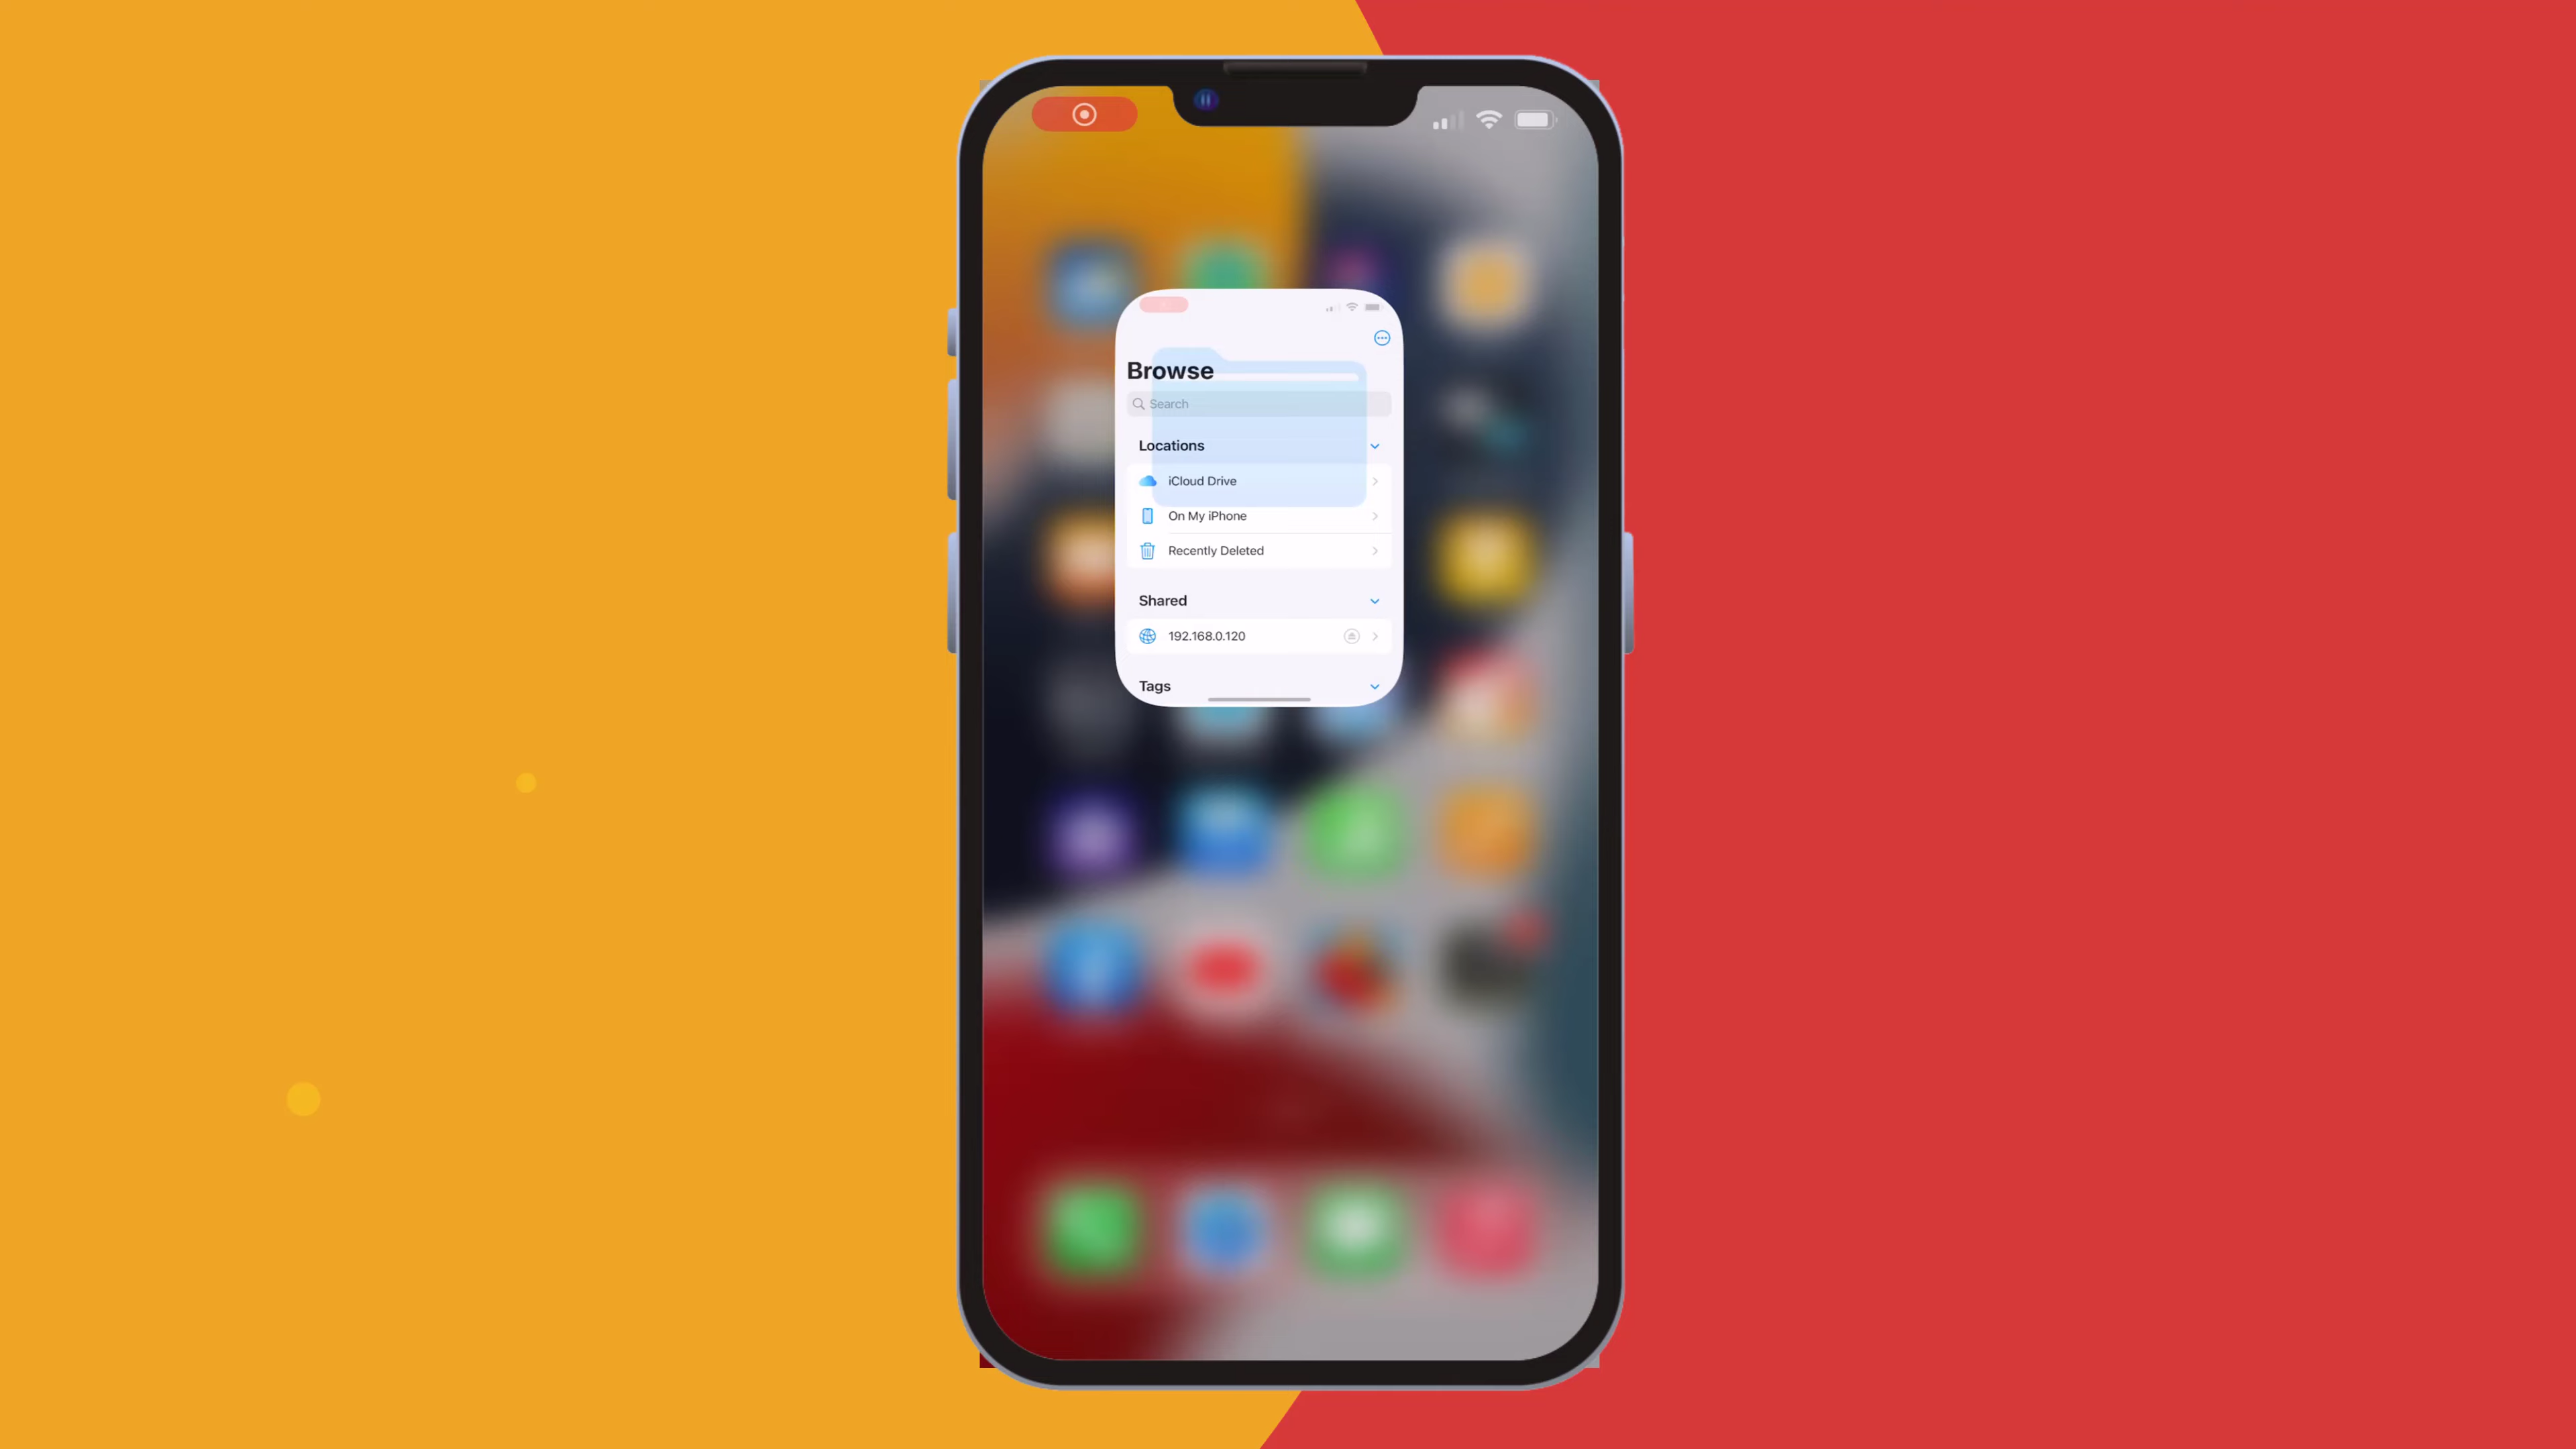 Browse
Search
Locations
iCloud Drive
On My iPhone
Recently Deleted
Shared
192.168.0.120
Tags